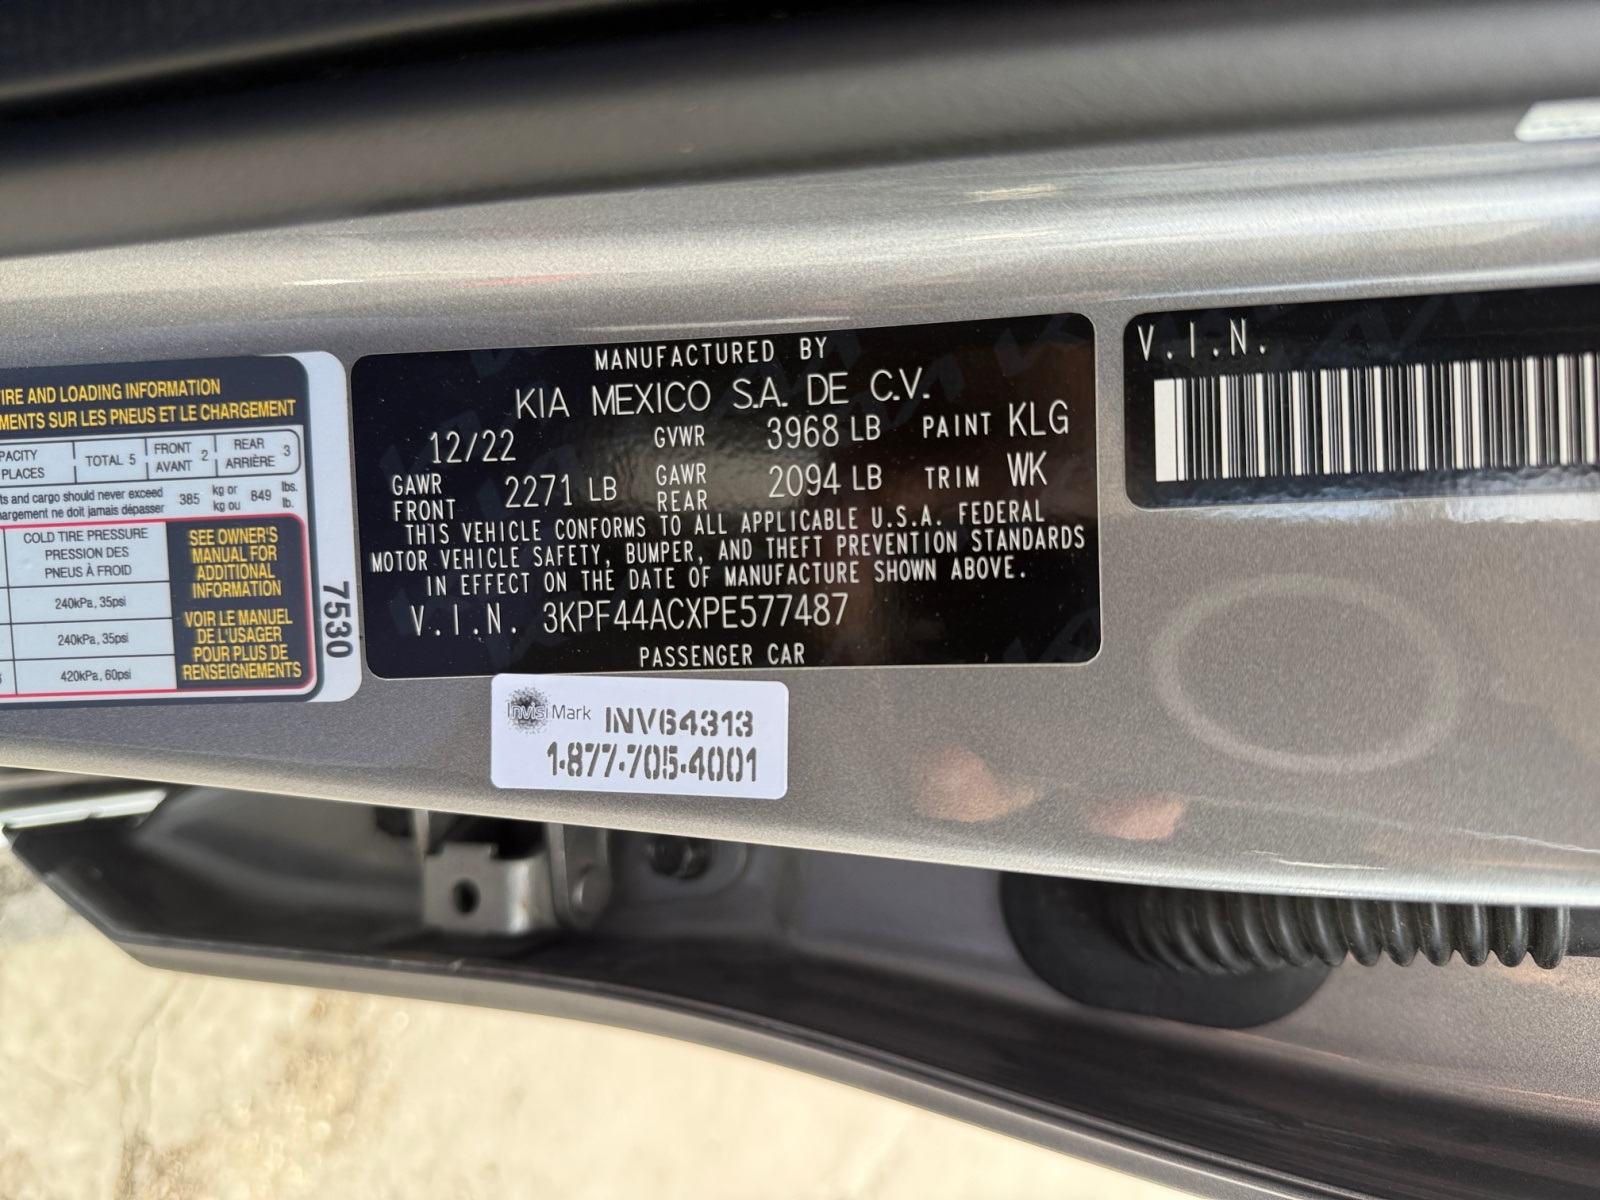 IRE AND LOADING INFORMATION
MENTS SUR LES PNEUS ET LE CHARGEMENT
PACITY
PLACES
TOTAL 5
FRONT
AVANT
2
REAR
ARRIÈRE
3
ts and cargo should never exceed
argement ne doit jamais dépasser
385
kg or
kg ou
849
lbs.
lb.
COLD TIRE PRESSURE
PRESSION DES
PNEUS À FROID
240kPa, 35psi
240kPa, 35psi
420kPa, 60psi
SEE OWNER'S
MANUAL FOR
ADDITIONAL
INFORMATION
VOIR LE MANUEL
DE L'USAGER
POUR PLUS DE
RENSEIGNEMENTS
7530
MANUFACTURED BY
KIA MEXICO S.A. DE C.V.
12/22 GVWR 3968 LB PAINT KLG
GAWR FRONT 2271 LB GAWR REAR 2094 LB TRIM WK
THIS VEHICLE CONFORMS TO ALL APPLICABLE U.S.A. FEDERAL
MOTOR VEHICLE SAFETY, BUMPER, AND THEFT PREVENTION STANDARDS
IN EFFECT ON THE DATE OF MANUFACTURE SHOWN ABOVE.
V.I.N. 3KPF44ACXPE577487
PASSENGER CAR
InvisiMark INV64313
1-877-705-4001
V.I.N.